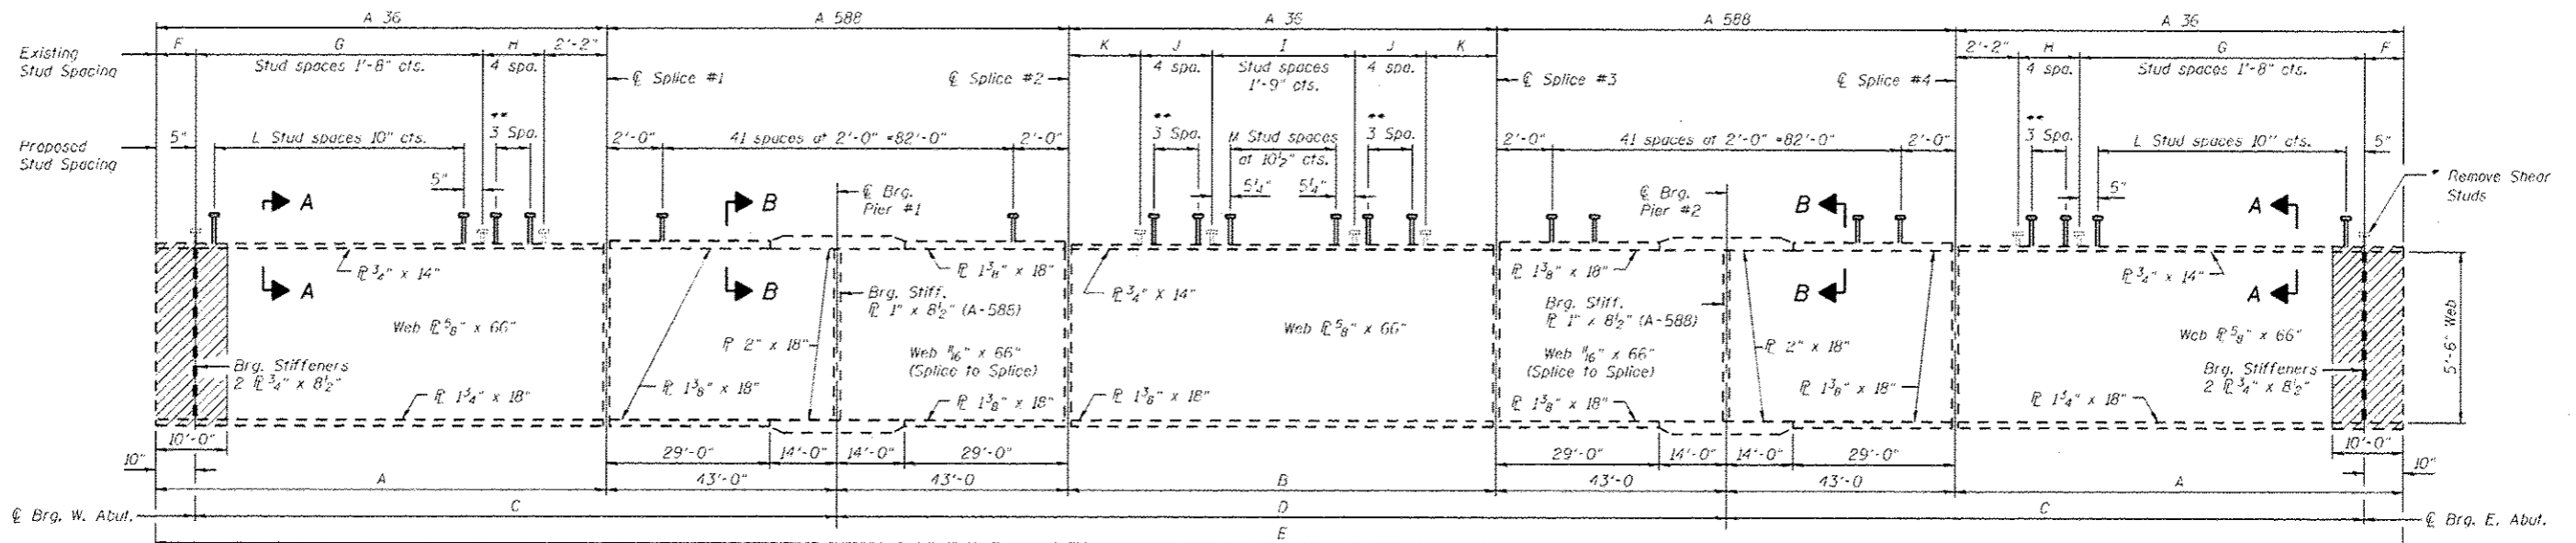 A 36
A 588
A 36
A 588
A 36
Existing
Stud Spacing
F
G
H
2'-2"
K
J
I
J
K
2'-2"
H
G
F
Stud spaces 1'-8" cts.
4 spa.
4 spa.
Stud spaces
1'-9" cts.
4 spa.
4 spa.
Stud spaces 1'-8" cts.
℄ Splice #1
℄ Splice #2
℄ Splice #3
℄ Splice #4
Proposed
Stud Spacing
5"
L Stud spaces 10" cts.
**
3 Spa.
2'-0"
41 spaces at 2'-0" =82'-0"
2'-0"
**
3 Spa.
M Stud spaces
at 10½" cts.
**
3 Spa.
2'-0"
41 spaces at 2'-0" =82'-0"
2'-0"
**
3 Spa.
L Stud spaces 10" cts.
5"
5"
5¼"
5¼"
5"
* Remove Shear
Studs
A
B
℄ Brg.
Pier #1
℄ Brg.
Pier #2
B
A
A
B
B
A
℄ ¾" x 14"
℄ 1⅜" x 18"
℄ ¾" x 14"
℄ 1⅜" x 18"
℄ ¾" x 14"
Brg. Stiff.
℄ 1" x 8½" (A-588)
Brg. Stiff.
℄ 1" x 8½" (A-588)
Web ℄ ⅝" x 66"
℄ 2" x 18"
Web 11/16" x 66"
(Splice to Splice)
Web ℄ ⅝" x 66"
Web 11/16" x 66"
(Splice to Splice)
℄ 2" x 18"
Web ℄ ⅝" x 66"
5'-6" Web
Brg. Stiffeners
2 ℄ ¾" x 8½"
℄ 1¾" x 18"
℄ 1⅜" x 18"
℄ 1⅜" x 18"
℄ 1⅜" x 18"
℄ 1⅜" x 18"
℄ 1⅜" x 18"
℄ 1¾" x 18"
Brg. Stiffeners
2 ℄ ¾" x 8½"
10'-0"
29'-0"
14'-0"
14'-0"
29'-0"
29'-0"
14'-0"
14'-0"
29'-0"
10'-0"
10"
A
43'-0"
43'-0
B
43'-0
43'-0"
A
10"
℄ Brg. W. Abut.
C
D
C
℄ Brg. E. Abut.
E